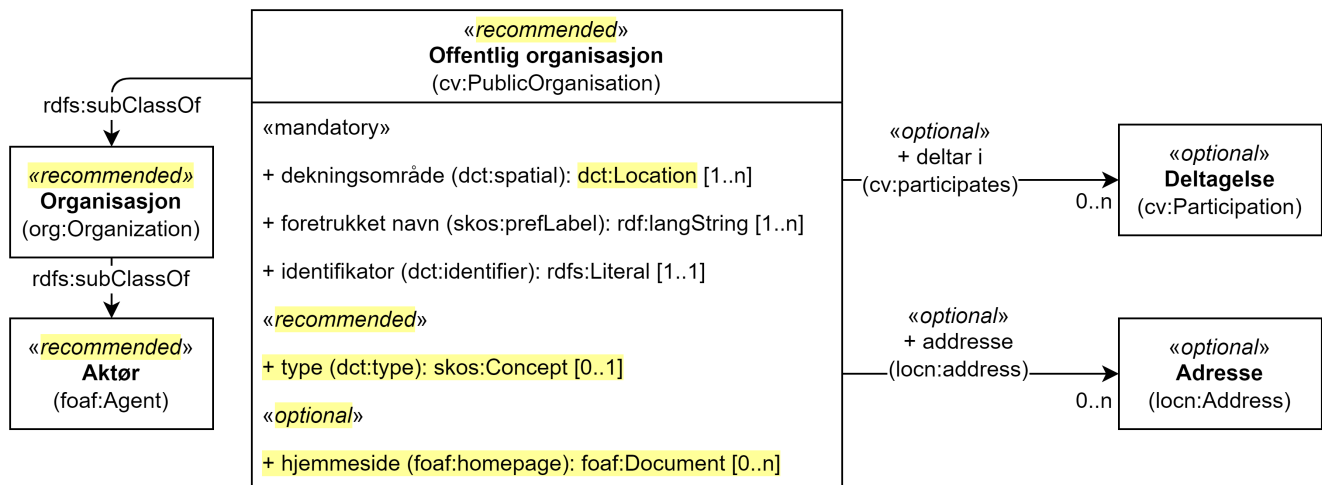 «recommended»
Offentlig organisasjon
(cv:PublicOrganisation)
rdfs:subClassOf
«recommended»
Organisasjon
(org:Organization)
rdfs:subClassOf
«recommended»
Aktør
(foaf:Agent)
«mandatory»
+ dekningsområde (dct:spatial): dct:Location [1..n]
+ foretrukket navn (skos:prefLabel): rdf:langString [1..n]
+ identifikator (dct:identifier): rdfs:Literal [1..1]
«recommended»
+ type (dct:type): skos:Concept [0..1]
«optional»
+ hjemmeside (foaf:homepage): foaf:Document [0..n]
«optional»
+ deltar i
(cv:participates)
0..n
«optional»
Deltagelse
(cv:Participation)
«optional»
+ addresse
(locn:address)
0..n
«optional»
Adresse
(locn:Address)